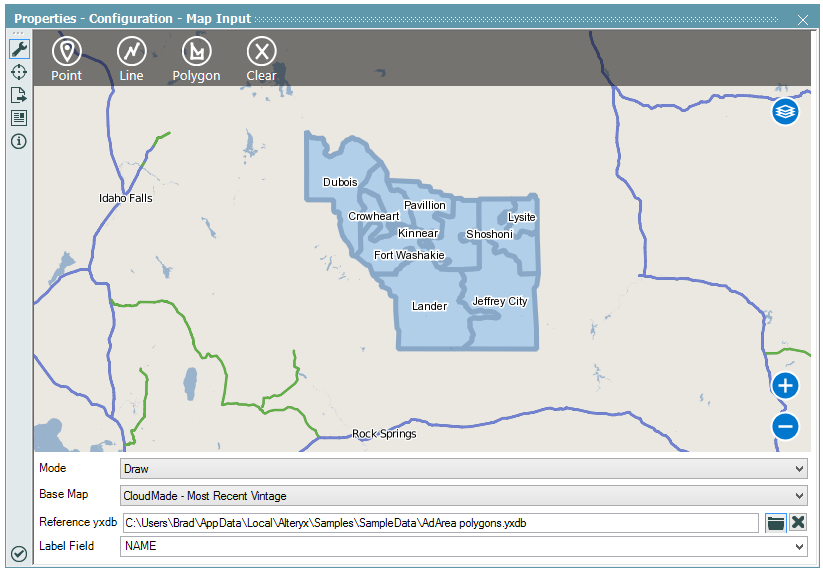 Properties - Configuration - Map Input
Point Line Polygon Clear
Dubois
Idaho Falls
Pavillion
Crowheart
Lysite
Kinnear
Shoshoni
Fort Washakie
Jeffrey City
Lander
Rock Springs
Mode Draw
Base Map CloudMade - Most Recent Vintage
Reference yxdb C:\Users\Brad\AppData\Local\Alteryx\Samples\SampleData\AdArea polygons.yxdb
Label Field NAME